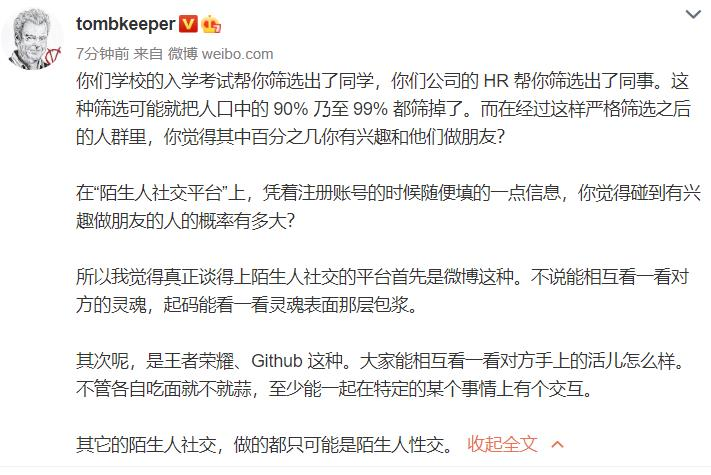 tombkeeper
7分钟前 来自 微博 weibo.com
你们学校的入学考试帮你筛选出了同学，你们公司的 HR 帮你筛选出了同事。这
种筛选可能就把人口中的 90% 乃至 99% 都筛掉了。而在经过这样严格筛选之后
的人群里，你觉得其中百分之几你有兴趣和他们做朋友？
在“陌生人社交平台”上，凭着注册账号的时候随便填的一点信息，你觉得碰到有兴
趣做朋友的人的概率有多大？
所以我觉得真正谈得上陌生人社交的平台首先是微博这种。不说能相互看一看对
方的灵魂，起码能看一看灵魂表面那层包浆。
其次呢，是王者荣耀、Github 这种。大家能相互看一看对方手上的活儿怎么样。
不管各自吃面就不就蒜，至少能一起在特定的某个事情上有个交互。
其它的陌生人社交，做的都只可能是陌生人性交。 收起全文